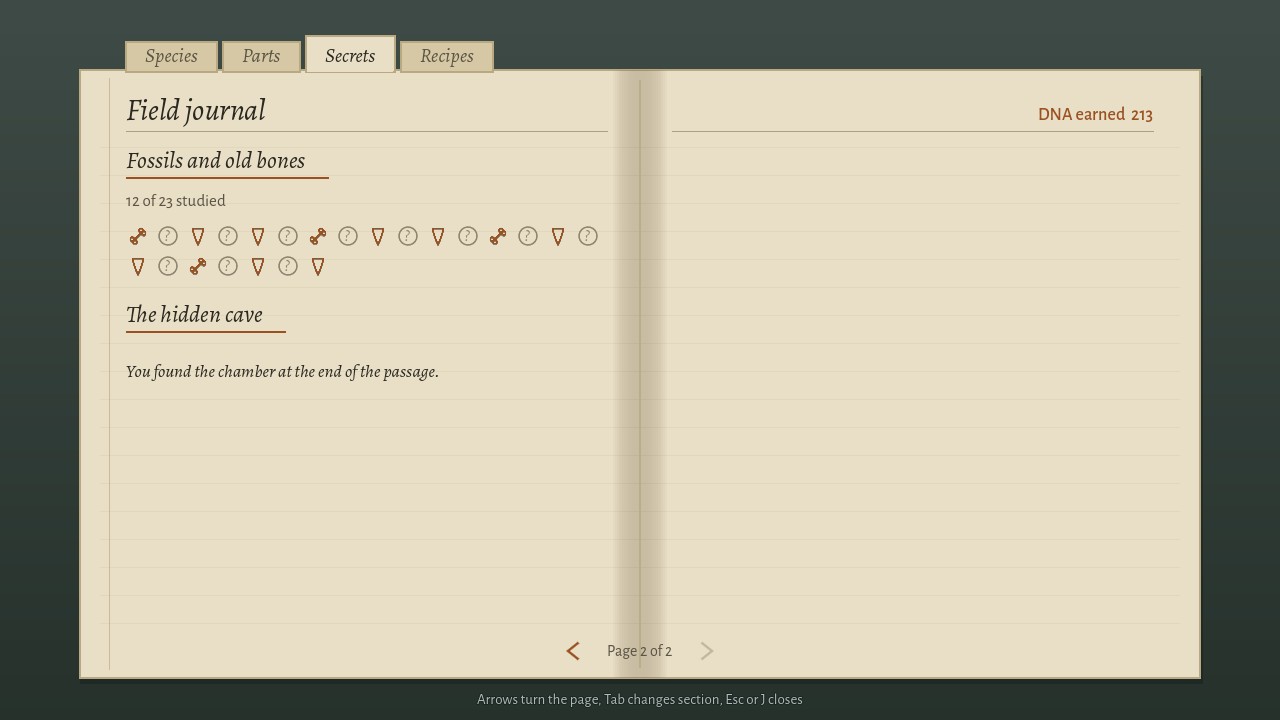 Species
Parts
Secrets
Recipes
Field journal
DNA earned 213
Fossils and old bones
12 of 23 studied
? ? ? ? ? ? ? ?
? ? ?
The hidden cave
You found the chamber at the end of the passage.
Page 2 of 2
Arrows turn the page, Tab changes section, Esc or J closes